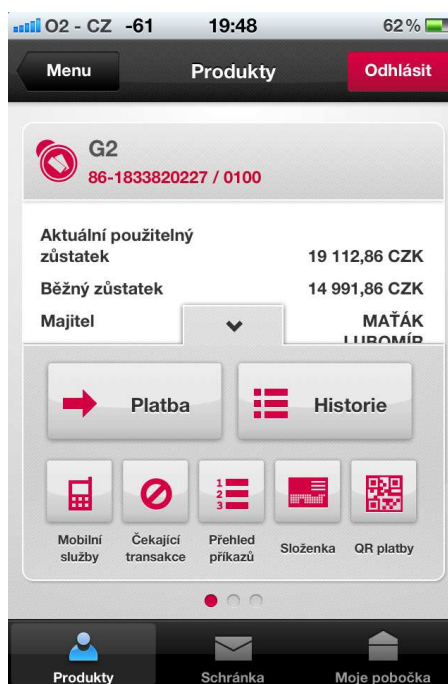 O2 - CZ -61 19:48 62 %
Menu Produkty Odhlásit
G2
86-1833820227 / 0100
Aktuální použitelný
zůstatek 19 112,86 CZK
Běžný zůstatek 14 991,86 CZK
Majitel MAŤÁK
LUBOMÍR
Platba Historie
1
2
3
Mobilní Čekající Přehled
služby transakce příkazů Složenka QR platby
Produkty Schránka Moje pobočka